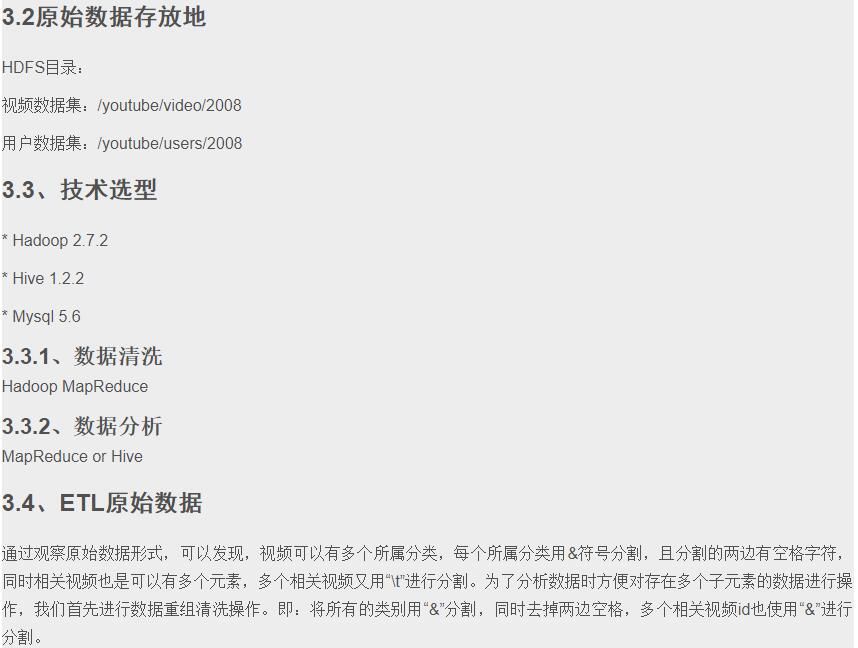 3.2原始数据存放地
HDFS目录：
视频数据集：/youtube/video/2008
用户数据集：/youtube/users/2008
3.3、技术选型
* Hadoop 2.7.2
* Hive 1.2.2
* Mysql 5.6
3.3.1、数据清洗
Hadoop MapReduce
3.3.2、数据分析
MapReduce or Hive
3.4、ETL原始数据
通过观察原始数据形式，可以发现，视频可以有多个所属分类，每个所属分类用&符号分割，且分割的两边有空格字符，
同时相关视频也是可以有多个元素，多个相关视频又用“\t”进行分割。为了分析数据时方便对存在多个子元素的数据进行操
作，我们首先进行数据重组清洗操作。即：将所有的类别用“&”分割，同时去掉两边空格，多个相关视频id也使用“&”进行
分割。